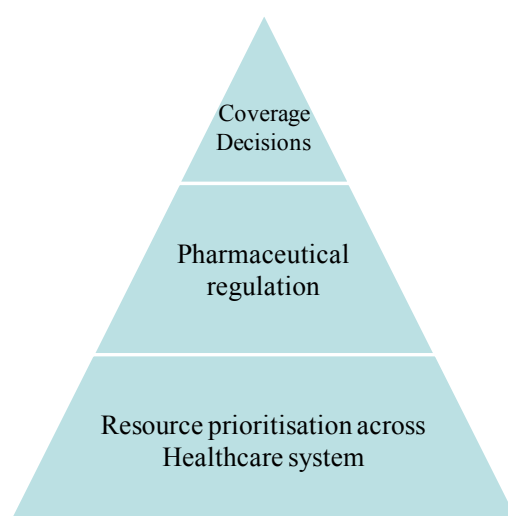 Coverage
Decisions
Pharmaceutical
regulation
Resource prioritisation across
Healthcare system